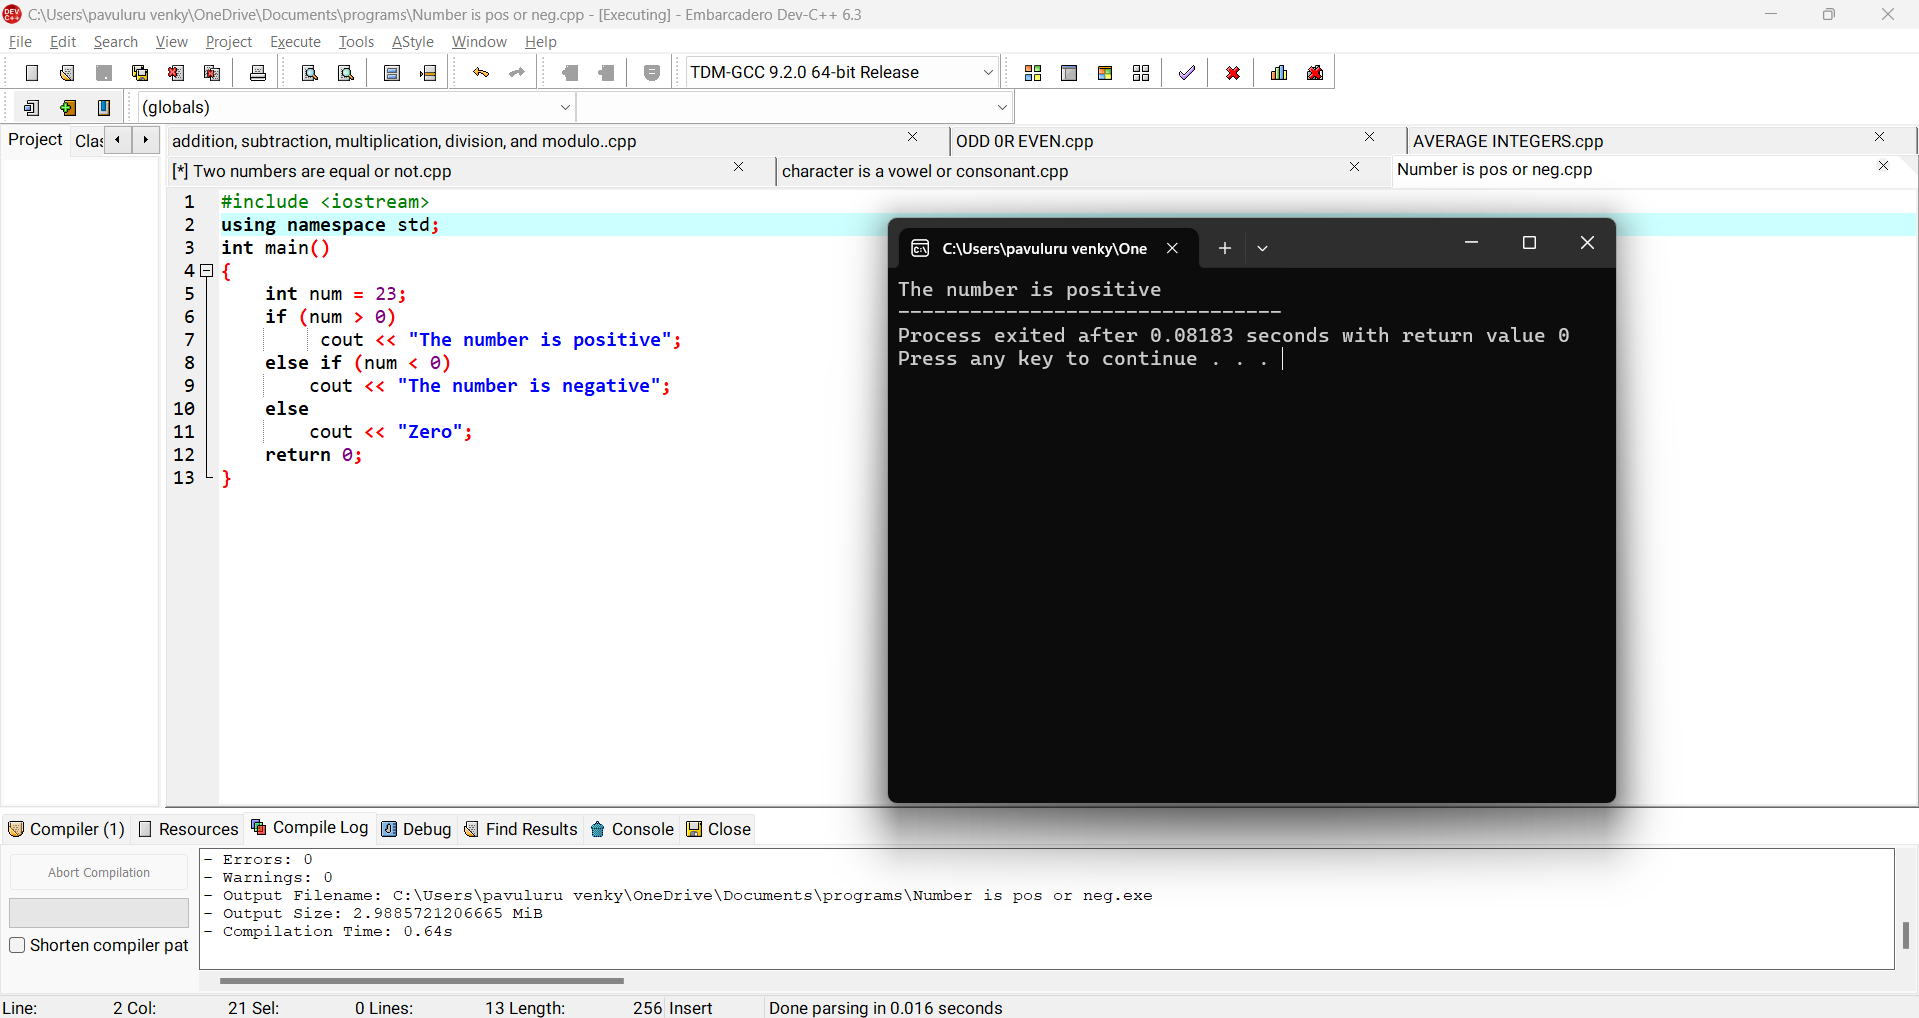 C:\Users\pavuluru venky\OneDrive\Documents\programs\Number is pos or neg.cpp - [Executing] - Embarcadero Dev-C++ 6.3
File Edit Search View Project Execute Tools AStyle Window Help
TDM-GCC 9.2.0 64-bit Release
(globals)
Project Clas
addition, subtraction, multiplication, division, and modulo..cpp ODD 0R EVEN.cpp AVERAGE INTEGERS.cpp
[*] Two numbers are equal or not.cpp character is a vowel or consonant.cpp Number is pos or neg.cpp
1 #include <iostream>
2 using namespace std;
3 int main()
4 {
5 int num = 23;
6 if (num > 0)
7 cout << "The number is positive";
8 else if (num < 0)
9 cout << "The number is negative";
10 else
11 cout << "Zero";
12 return 0;
13 }
C:\Users\pavuluru venky\One
The number is positive
--------------------------------
Process exited after 0.08183 seconds with return value 0
Press any key to continue . . .
Compiler (1) Resources Compile Log Debug Find Results Console Close
Abort Compilation
Shorten compiler pat
- Errors: 0
- Warnings: 0
- Output Filename: C:\Users\pavuluru venky\OneDrive\Documents\programs\Number is pos or neg.exe
- Output Size: 2.9885721206665 MiB
- Compilation Time: 0.64s
Line: 2 Col: 21 Sel: 0 Lines: 13 Length: 256 Insert Done parsing in 0.016 seconds